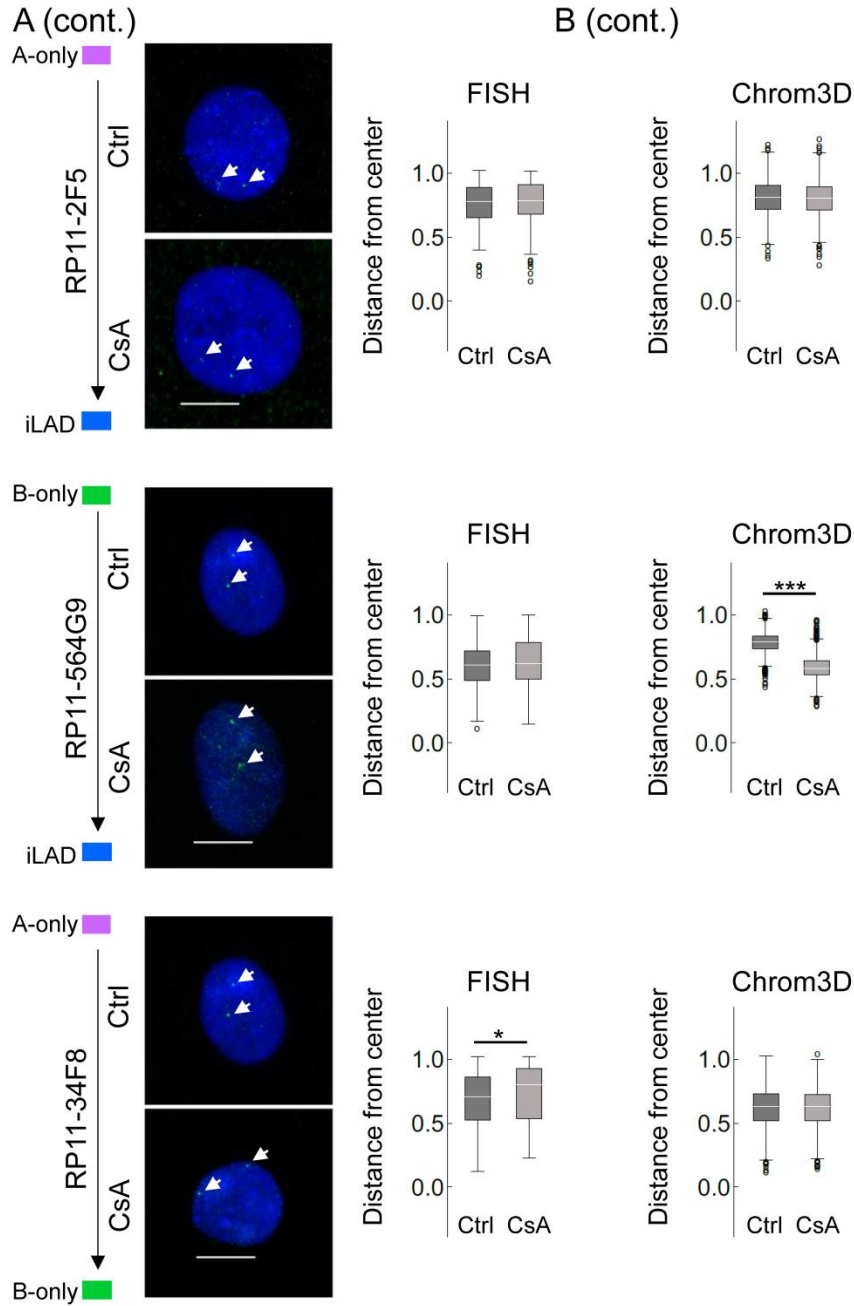 A (cont.)
B (cont.)
A-only
Ctrl
RP11-2F5
CsA
iLAD
FISH
Distance from center
1.0
0.5
0.0
Ctrl CsA
Chrom3D
Distance from center
1.0
0.5
0.0
Ctrl CsA
B-only
Ctrl
RP11-564G9
CsA
iLAD
FISH
Distance from center
1.0
0.5
0.0
Ctrl CsA
Chrom3D
***
Distance from center
1.0
0.5
0.0
Ctrl CsA
A-only
Ctrl
RP11-34F8
CsA
B-only
FISH
*
Distance from center
1.0
0.5
0.0
Ctrl CsA
Chrom3D
Distance from center
1.0
0.5
0.0
Ctrl CsA